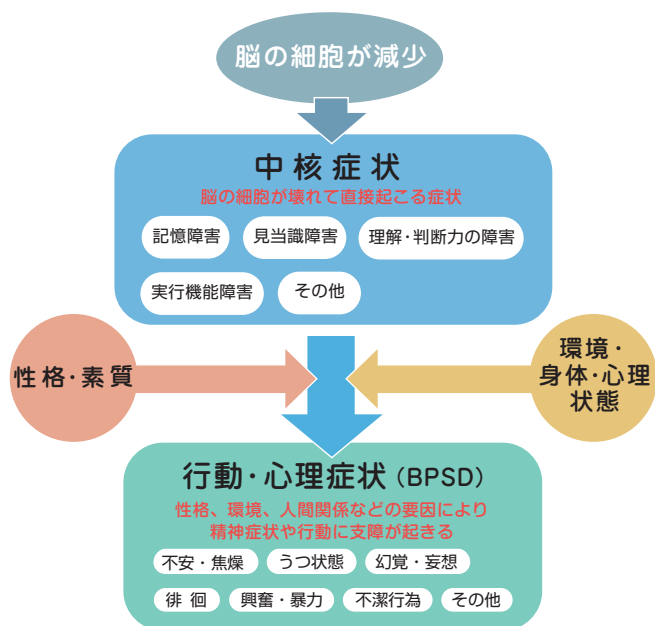 脳の細胞が減少
中核症状
脳の細胞が壊れて直接起こる症状
記憶障害
見当識障害
理解・判断力の障害
実行機能障害
その他
性格・素質
環境・
身体・心理
状態
行動・心理症状（BPSD）
性格、環境、人間関係などの要因により
精神症状や行動に支障が起きる
不安・焦燥
うつ状態
幻覚・妄想
徘 徊
興奮・暴力
不潔行為
その他